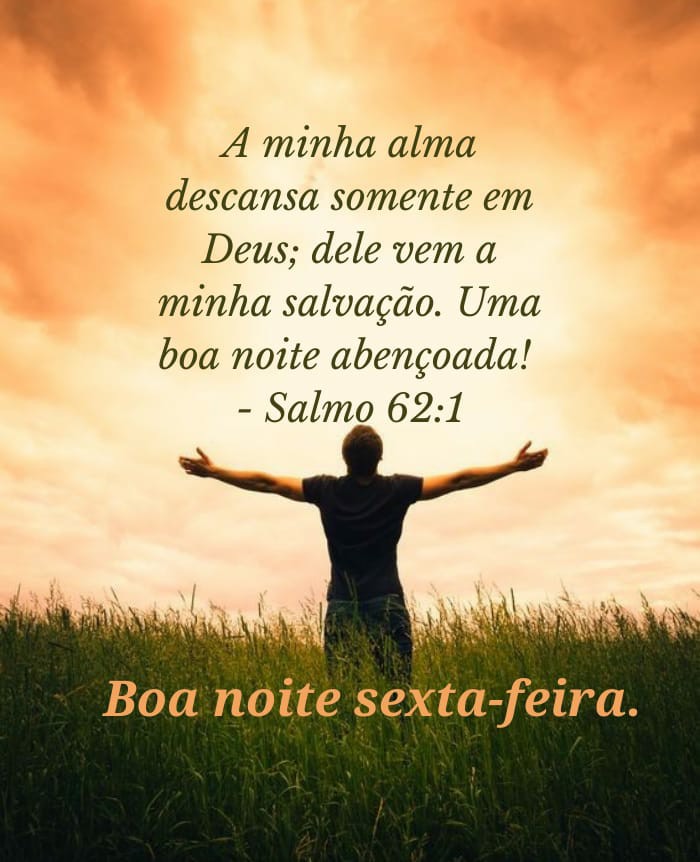 A minha alma
descansa somente em
Deus; dele vem a
minha salvação. Uma
boa noite abençoada!
- Salmo 62:1
Boa noite sexta-feira.